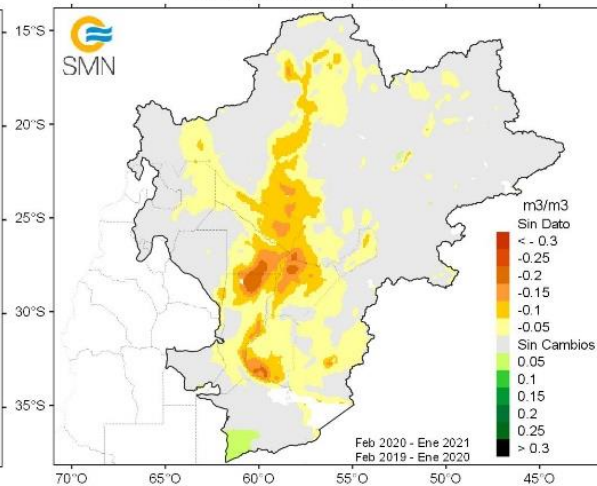 SMN
15°S
20°S
25°S
30°S
35°S
70°O 65°O 60°O 55°O 50°O 45°O
m3/m3
Sin Dato
< - 0.3
-0.25
-0.2
-0.15
-0.1
-0.05
Sin Cambios
0.05
0.1
0.15
0.2
0.25
> 0.3
Feb 2020 - Ene 2021
Feb 2019 - Ene 2020